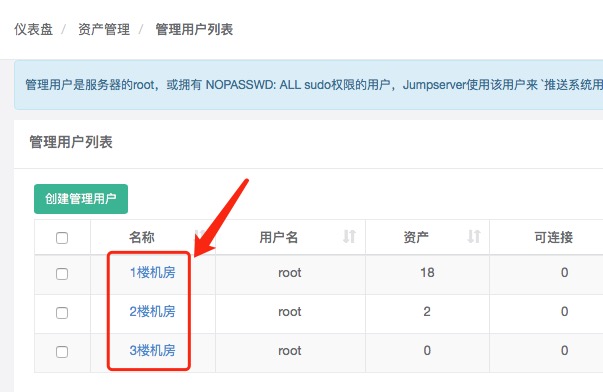 仪表盘 / 资产管理 / 管理用户列表
管理用户是服务器的root，或拥有 NOPASSWD: ALL sudo权限的用户，Jumpserver使用该用户来 `推送系统用
管理用户列表
创建管理用户
名称 用户名 资产 可连接
1楼机房 root 18 0
2楼机房 root 2 0
3楼机房 root 0 0